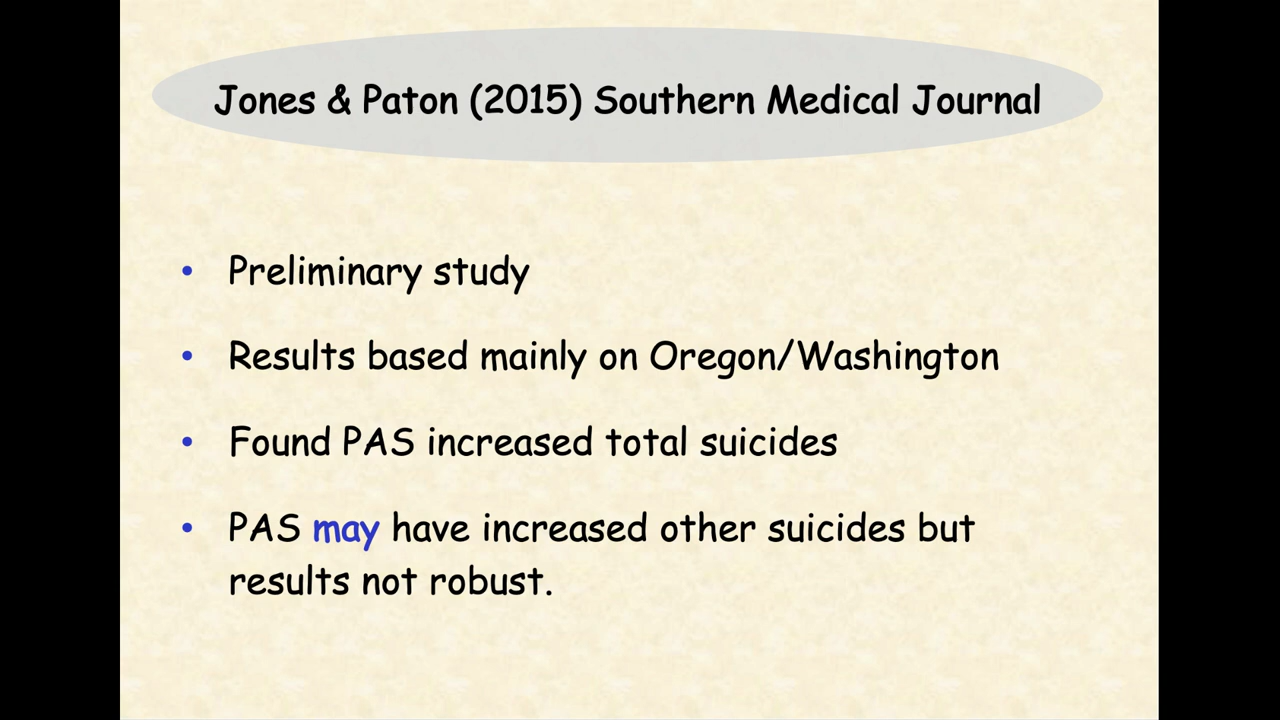 Jones & Paton (2015) Southern Medical Journal
• Preliminary study
• Results based mainly on Oregon/Washington
• Found PAS increased total suicides
• PAS may have increased other suicides but
results not robust.